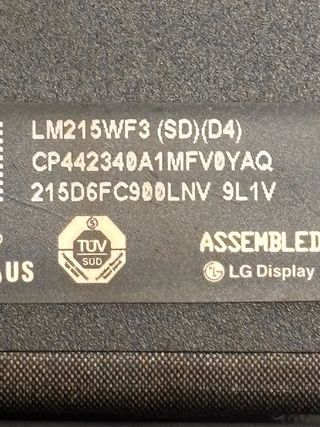 LM215WF3 (SD)(D4)
CP442340A1MFV0YAQ
215D6FC900LNV 9L1V
TÜV
SÜD
ASSEMBLED
US
LG Display